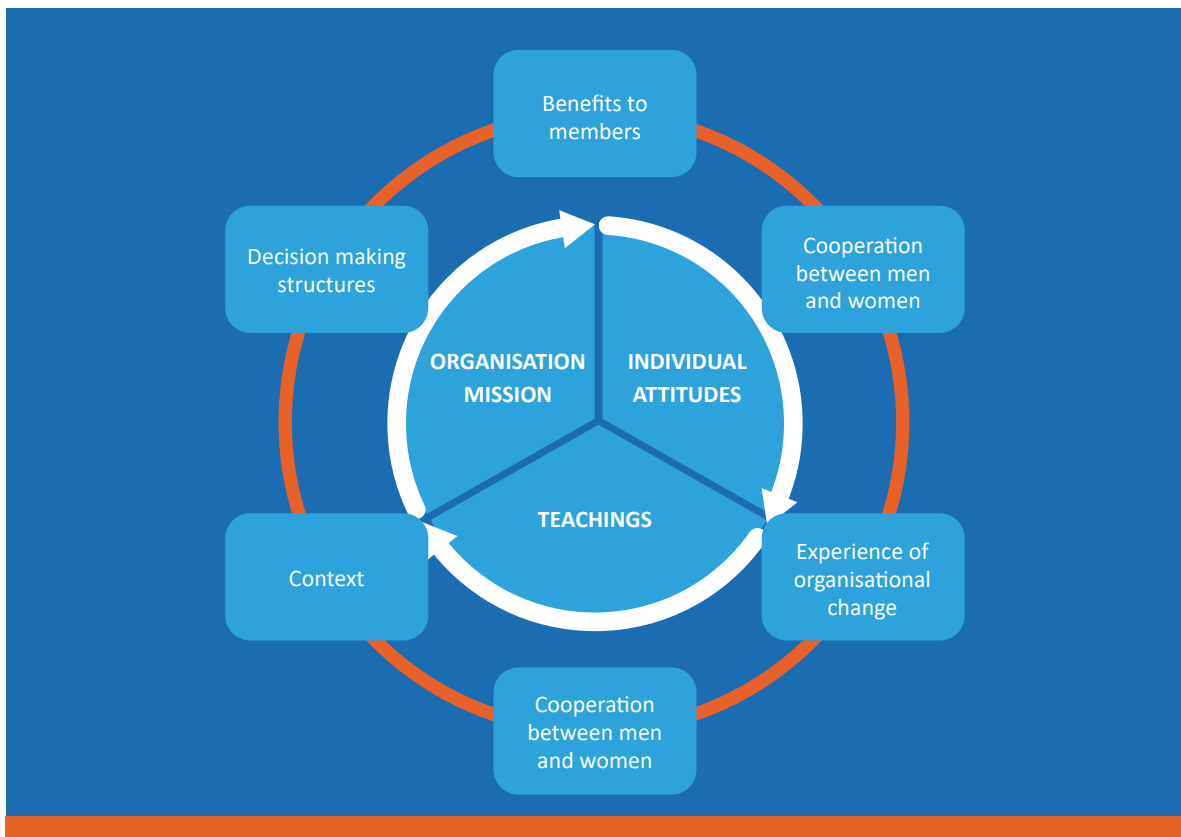 Benefits to
members
Cooperation
between men
and women
Experience of
organisational
change
Cooperation
between men
and women
Context
Decision making
structures
ORGANISATION
MISSION
INDIVIDUAL
ATTITUDES
TEACHINGS